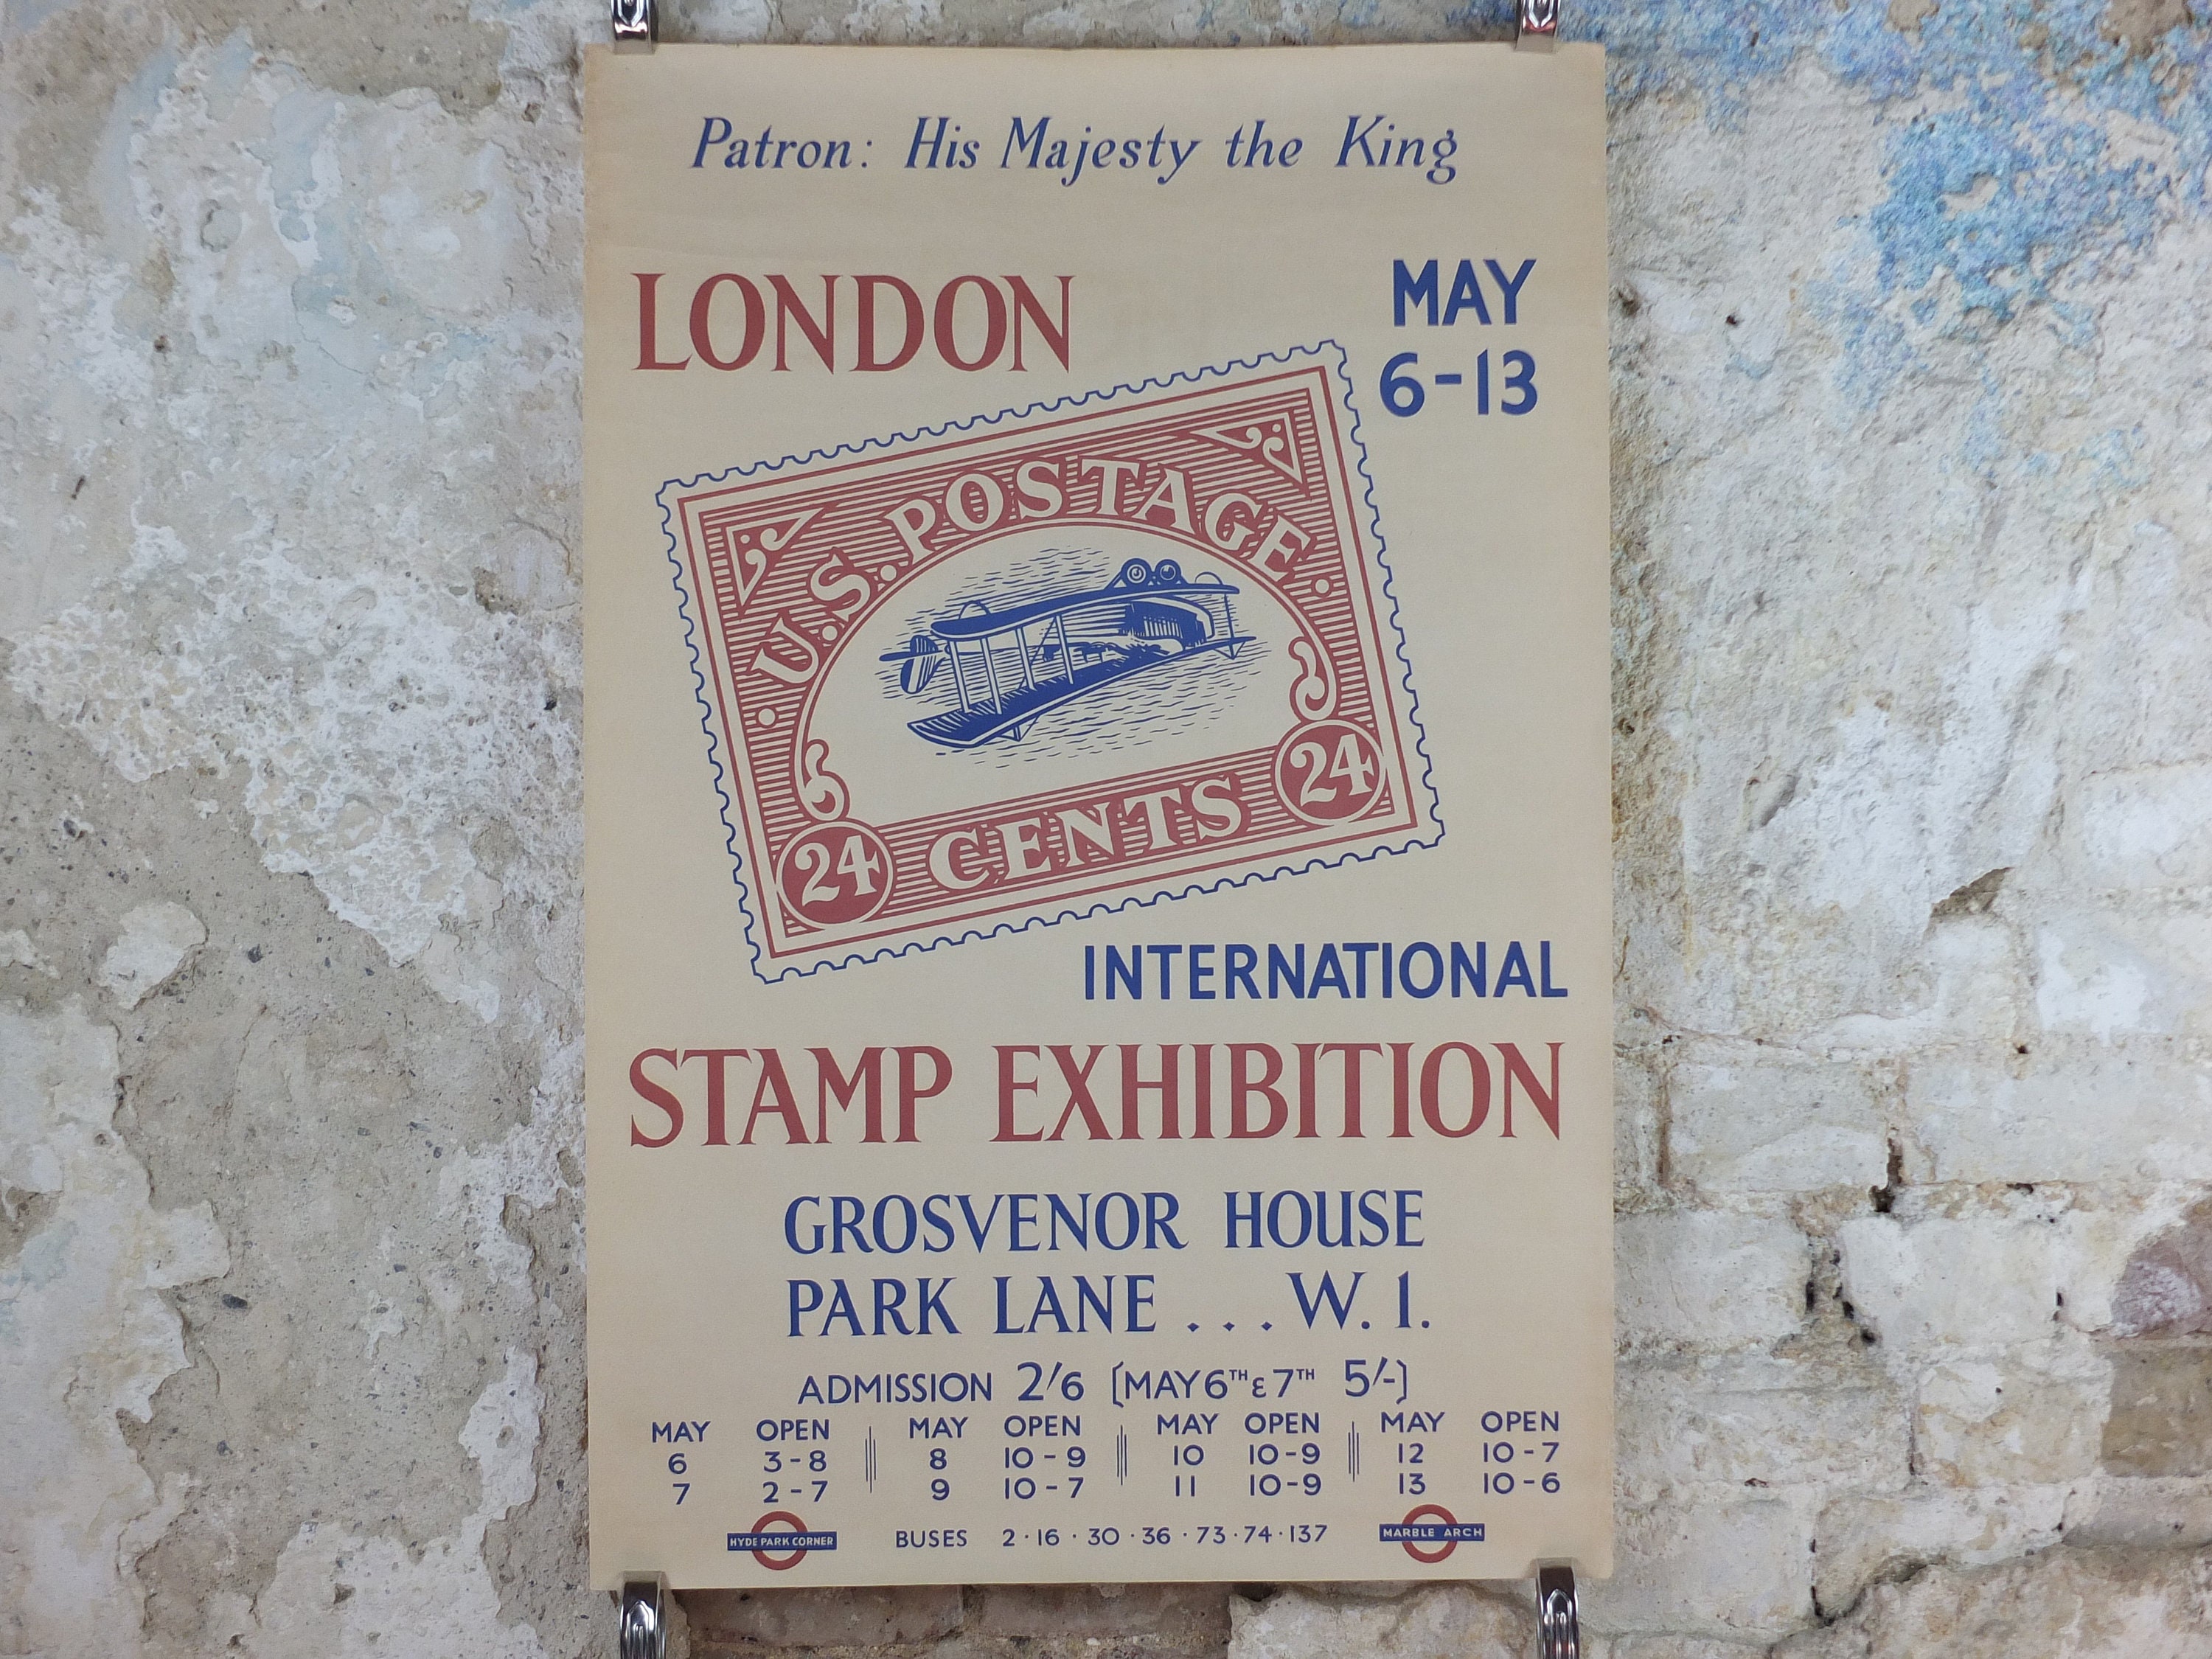 Patron: His Majesty the King
LONDON
MAY
6-13
U.S. POSTAGE
24 CENTS 24
INTERNATIONAL
STAMP EXHIBITION
GROSVENOR HOUSE
PARK LANE ... W. 1.
ADMISSION 2/6 [MAY 6TH & 7TH 5/-]
MAY OPEN MAY OPEN MAY OPEN MAY OPEN
6 3-8 8 10-9 10 10-9 12 10-7
7 2-7 9 10-7 11 10-9 13 10-6
HYDE PARK CORNER BUSES 2·16·30·36·73·74·137 MARBLE ARCH